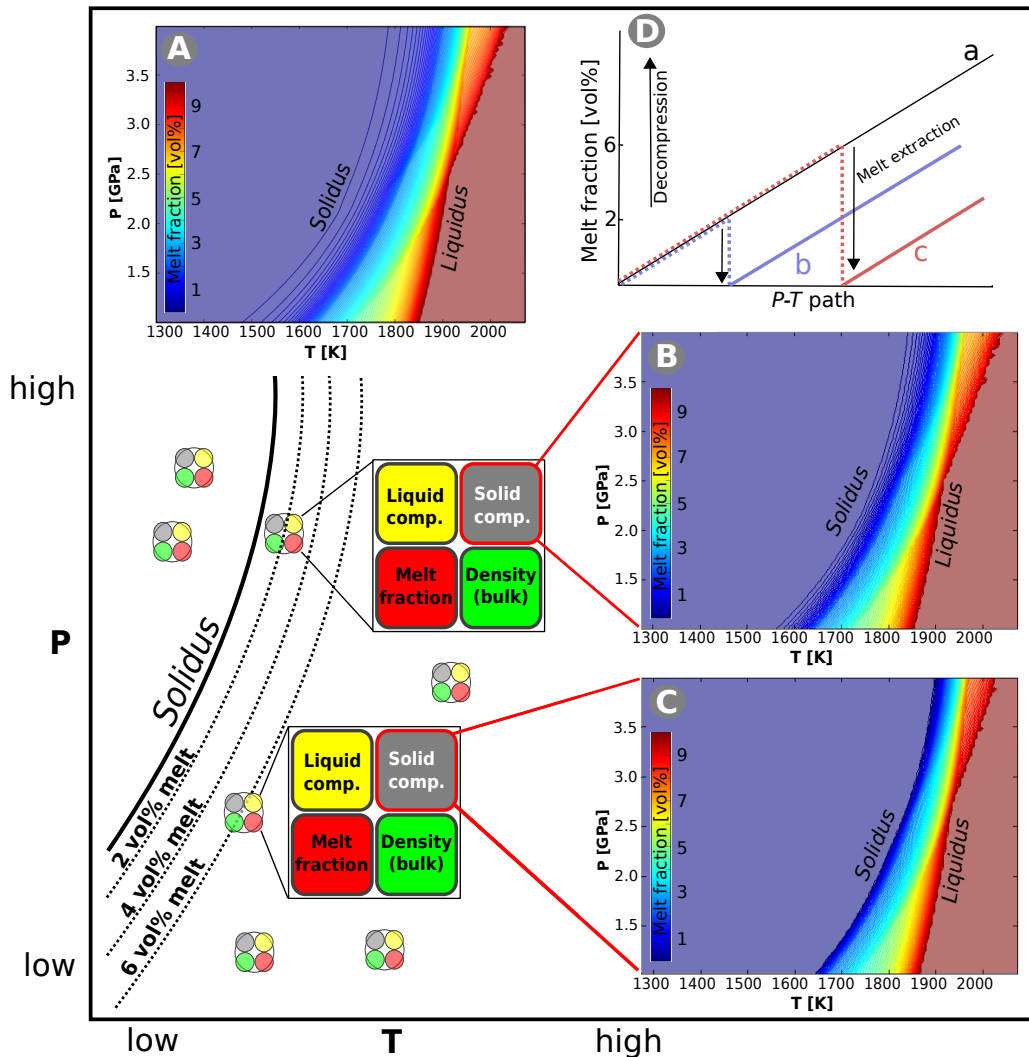 A
Melt fraction [vol%]
9
7
5
3
1
Solidus
Liquidus
P [GPa]
3.5
3.0
2.5
2.0
1.5
1300 1400 1500 1600 1700 1800 1900 2000
T [K]
D
Melt fraction [vol%]
Decompression
6
2
Melt extraction
a
b
c
P-T path
high
P
low
low
T
high
Solidus
2 vol% melt
4 vol% melt
6 vol% melt
Liquid
comp.
Solid
comp.
Melt
fraction
Density
(bulk)
Liquid
comp.
Solid
comp.
Melt
fraction
Density
(bulk)
B
Melt fraction [vol%]
9
7
5
3
1
Solidus
Liquidus
P [GPa]
3.5
3.0
2.5
2.0
1.5
1300 1400 1500 1600 1700 1800 1900 2000
T [K]
C
Melt fraction [vol%]
9
7
5
3
1
Solidus
Liquidus
P [GPa]
3.5
3.0
2.5
2.0
1.5
1300 1400 1500 1600 1700 1800 1900 2000
T [K]